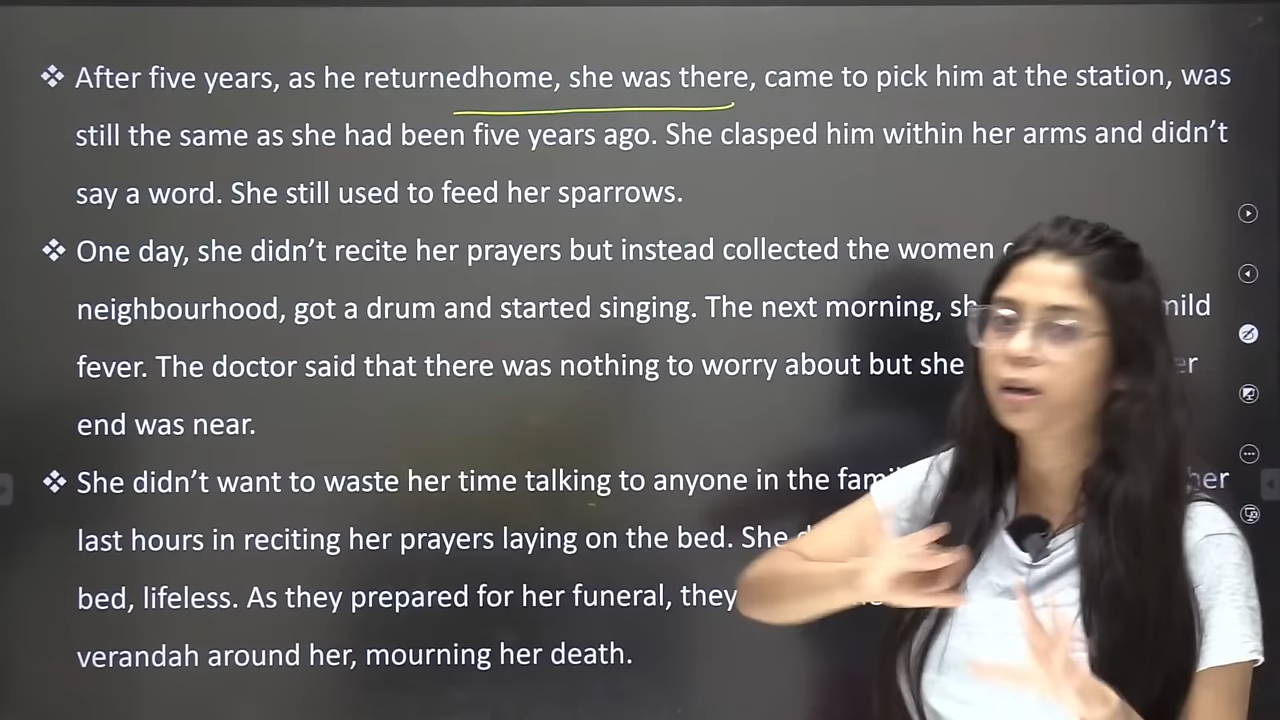 ❖ After five years, as he returnedhome, she was there, came to pick him at the station, was
still the same as she had been five years ago. She clasped him within her arms and didn't
say a word. She still used to feed her sparrows.
❖ One day, she didn't recite her prayers but instead collected the women
neighbourhood, got a drum and started singing. The next morning, mild
fever. The doctor said that there was nothing to worry about but she
end was near.
❖ She didn't want to waste her time talking to anyone in the her
last hours in reciting her prayers laying on the bed. She
bed, lifeless. As they prepared for her funeral, they
verandah around her, mourning her death.